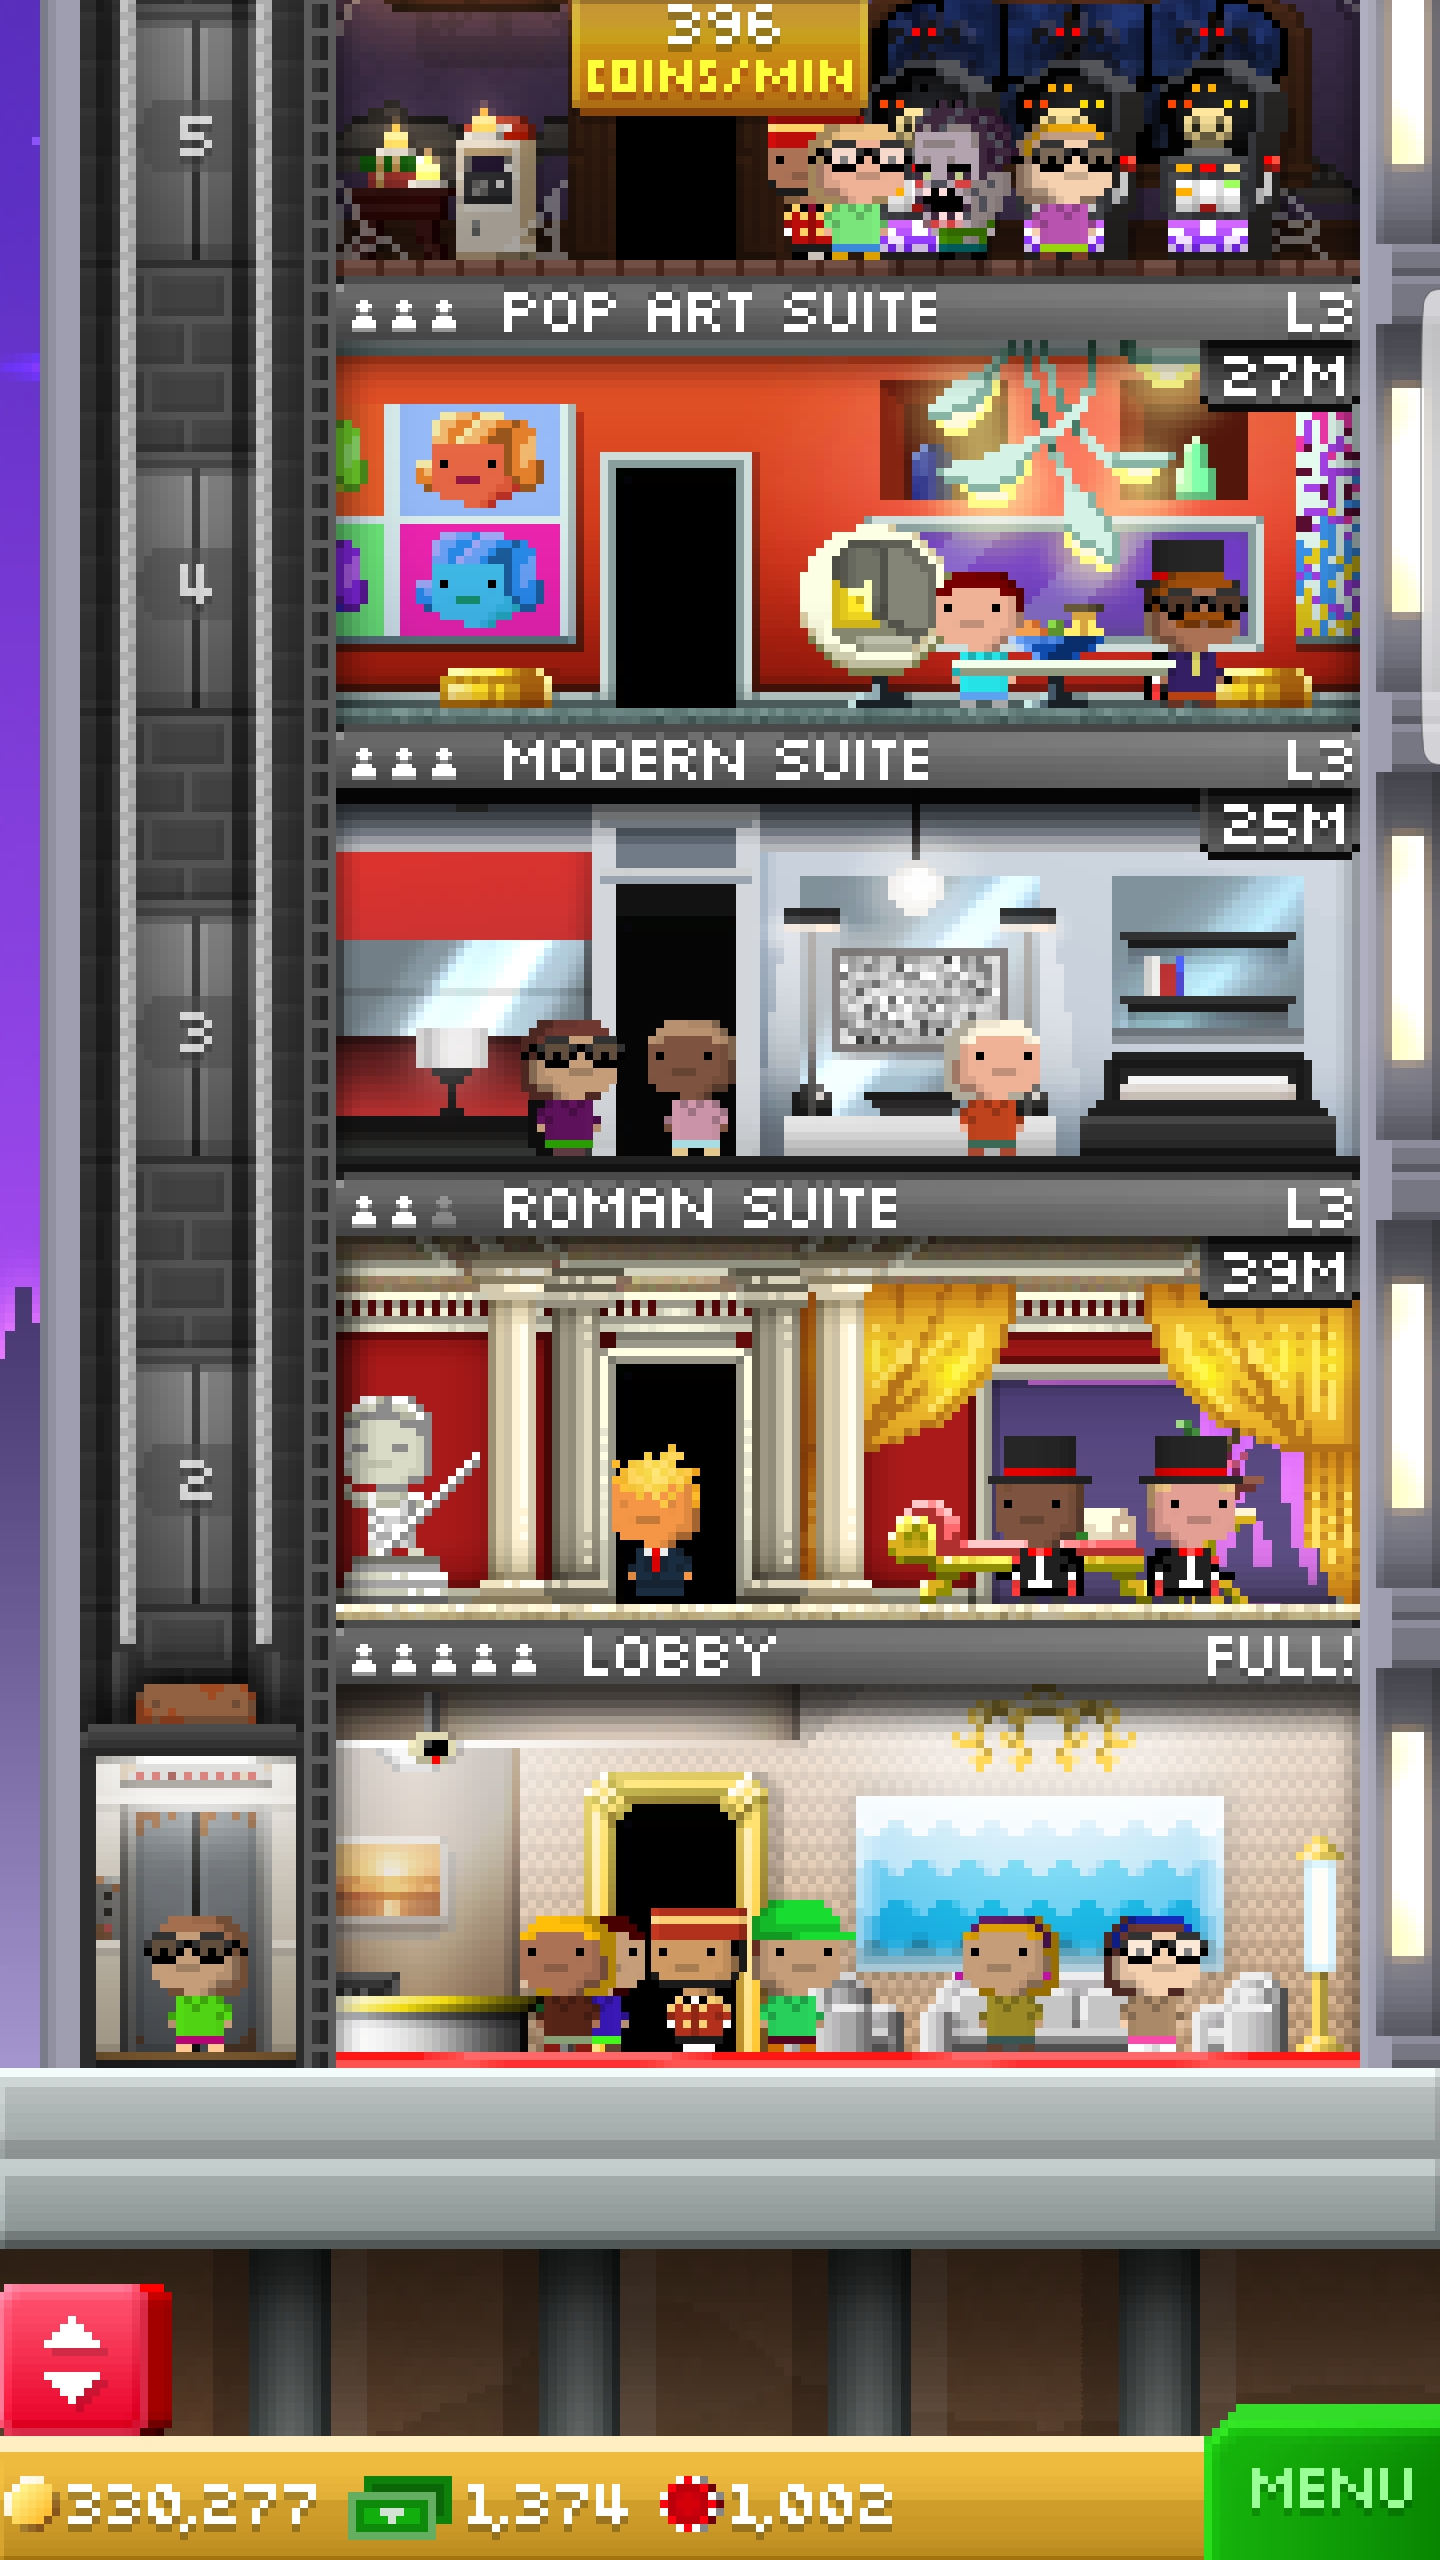 396
COINS/MIN
5
POP ART SUITE L3
27M
4
MODERN SUITE L3
25M
3
ROMAN SUITE L3
39M
2
LOBBY FULL!
330,277 1,374 1,002
MENU